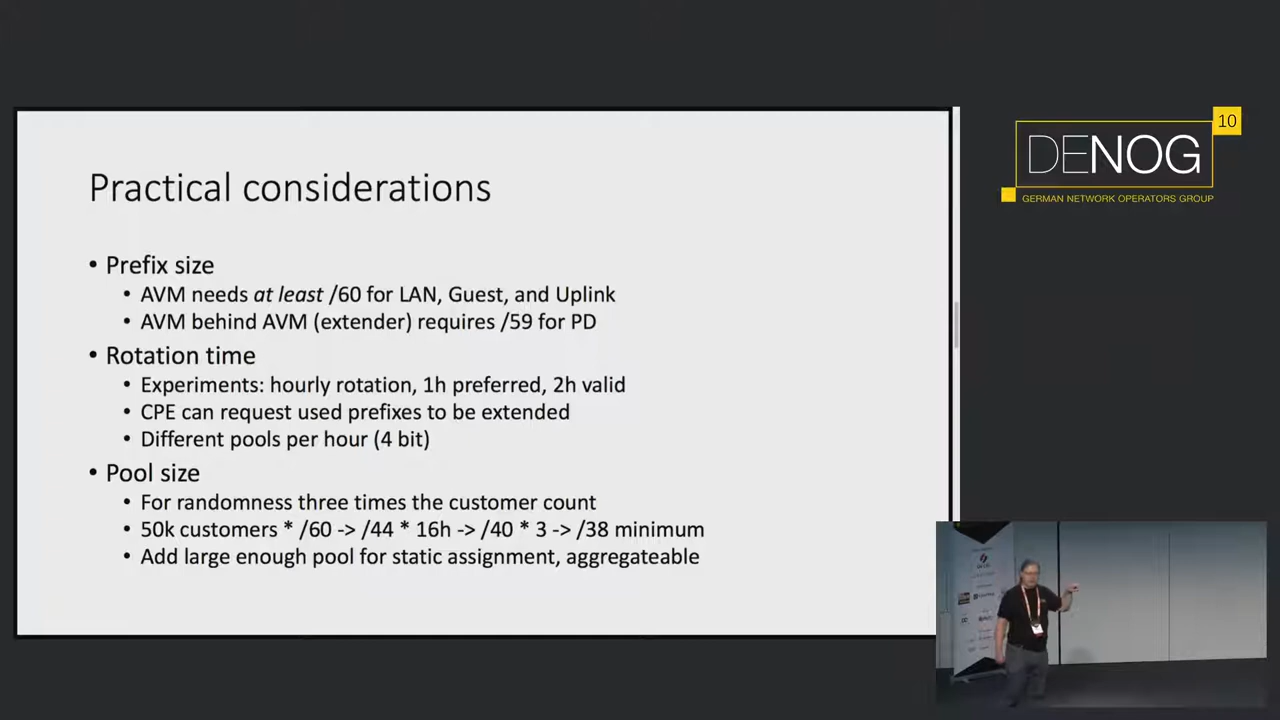 Practical considerations
• Prefix size
• AVM needs at least /60 for LAN, Guest, and Uplink
• AVM behind AVM (extender) requires /59 for PD
• Rotation time
• Experiments: hourly rotation, 1h preferred, 2h valid
• CPE can request used prefixes to be extended
• Different pools per hour (4 bit)
• Pool size
• For randomness three times the customer count
• 50k customers * /60 -> /44 * 16h -> /40 * 3 -> /38 minimum
• Add large enough pool for static assignment, aggregateable
10
DENOG
GERMAN NETWORK OPERATORS GROUP